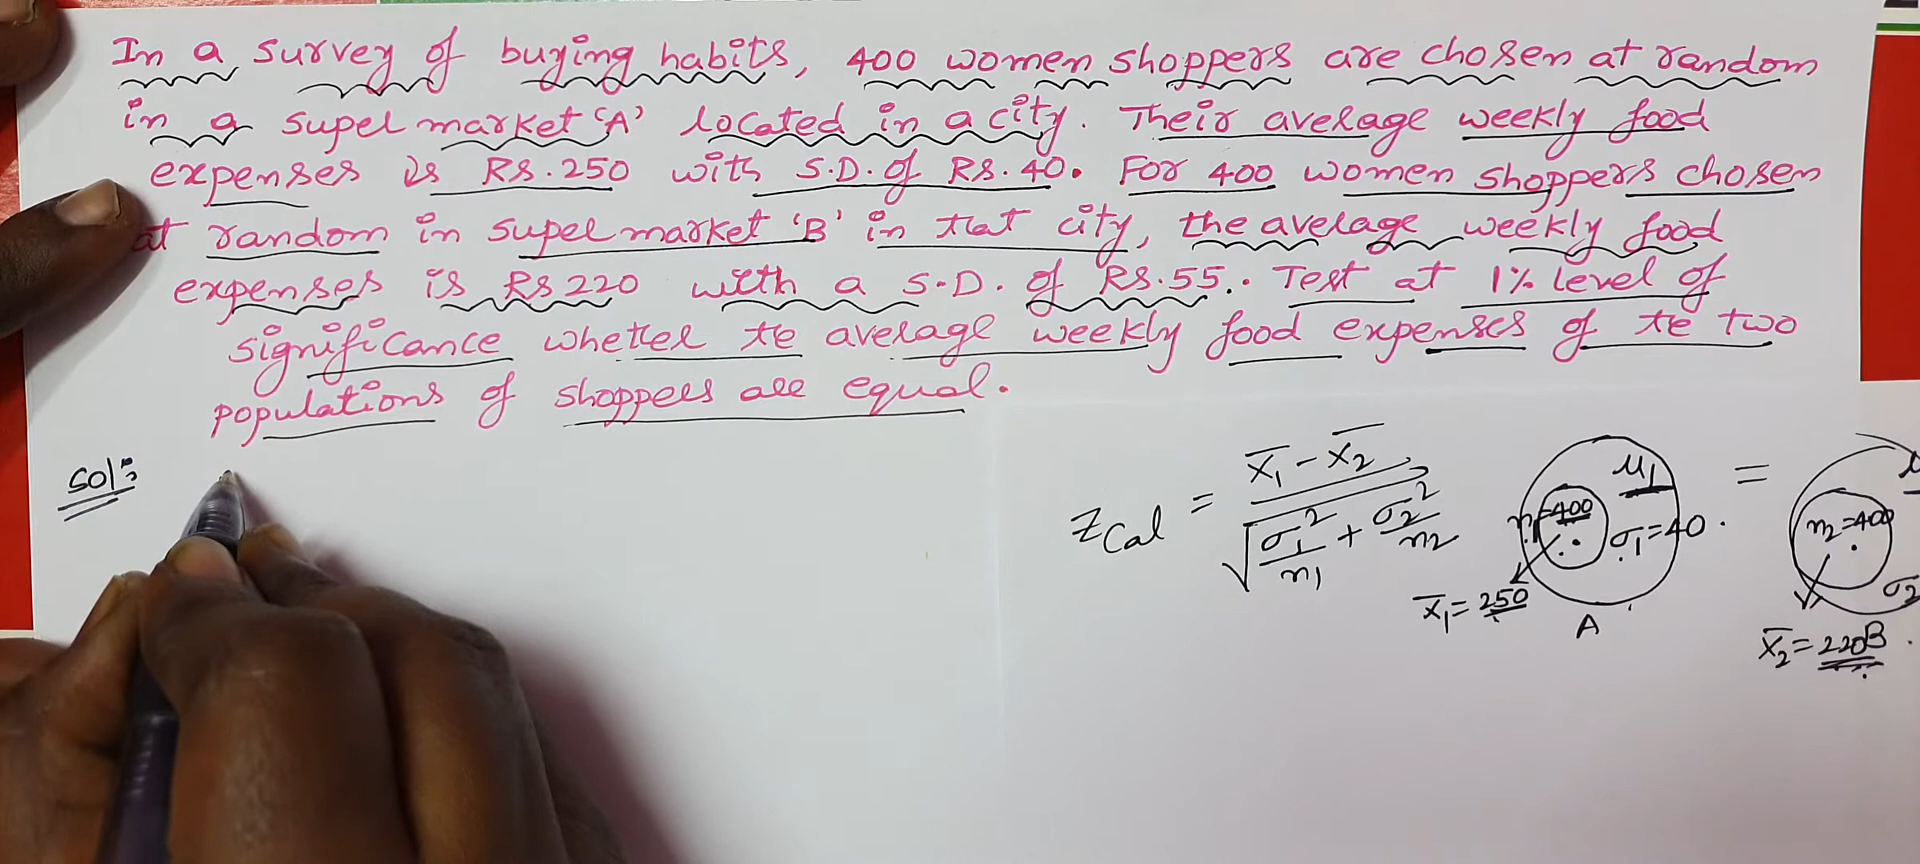 In a survey of buying habits, 400 women shoppers are chosen at random
in a super market 'A' located in a city. Their average weekly food
expenses is RS.250 with S.D. of RS.40. For 400 women shoppers chosen
at random in super market 'B' in that city, the average weekly food
expenses is RS 220 with a S.D. of RS.55.. Test at 1% level of
significance whether the average weekly food expenses of the two
populations of shoppers are equal.
Sol:
Z_cal = (x̄₁ - x̄₂) / √(σ₁²/n₁ + σ₂²/n₂)
μ₁ =
n₁=400 σ₁=40.
x̄₁ = 250
A
n₂=400
σ₂
x̄₂ = 220 B